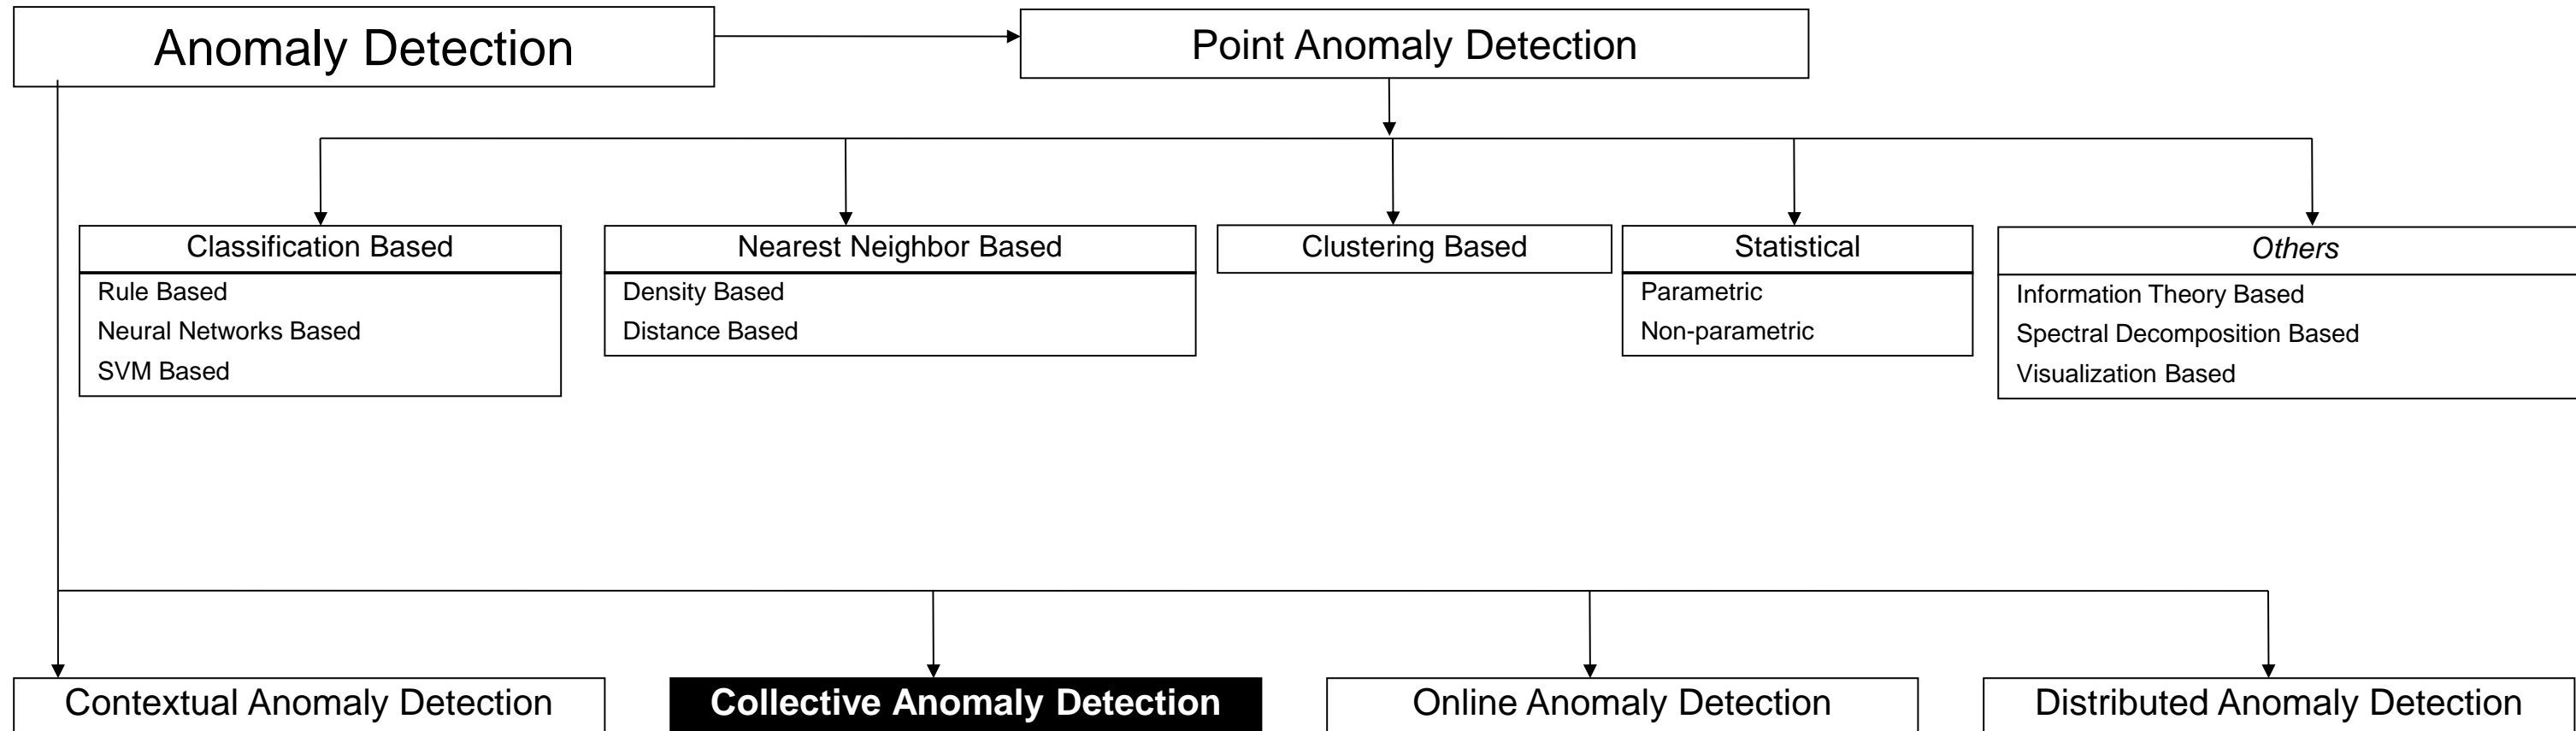 Anomaly Detection
Point Anomaly Detection
Classification Based
Rule Based
Neural Networks Based
SVM Based
Nearest Neighbor Based
Density Based
Distance Based
Clustering Based
Statistical
Parametric
Non-parametric
Others
Information Theory Based
Spectral Decomposition Based
Visualization Based
Contextual Anomaly Detection
Collective Anomaly Detection
Online Anomaly Detection
Distributed Anomaly Detection